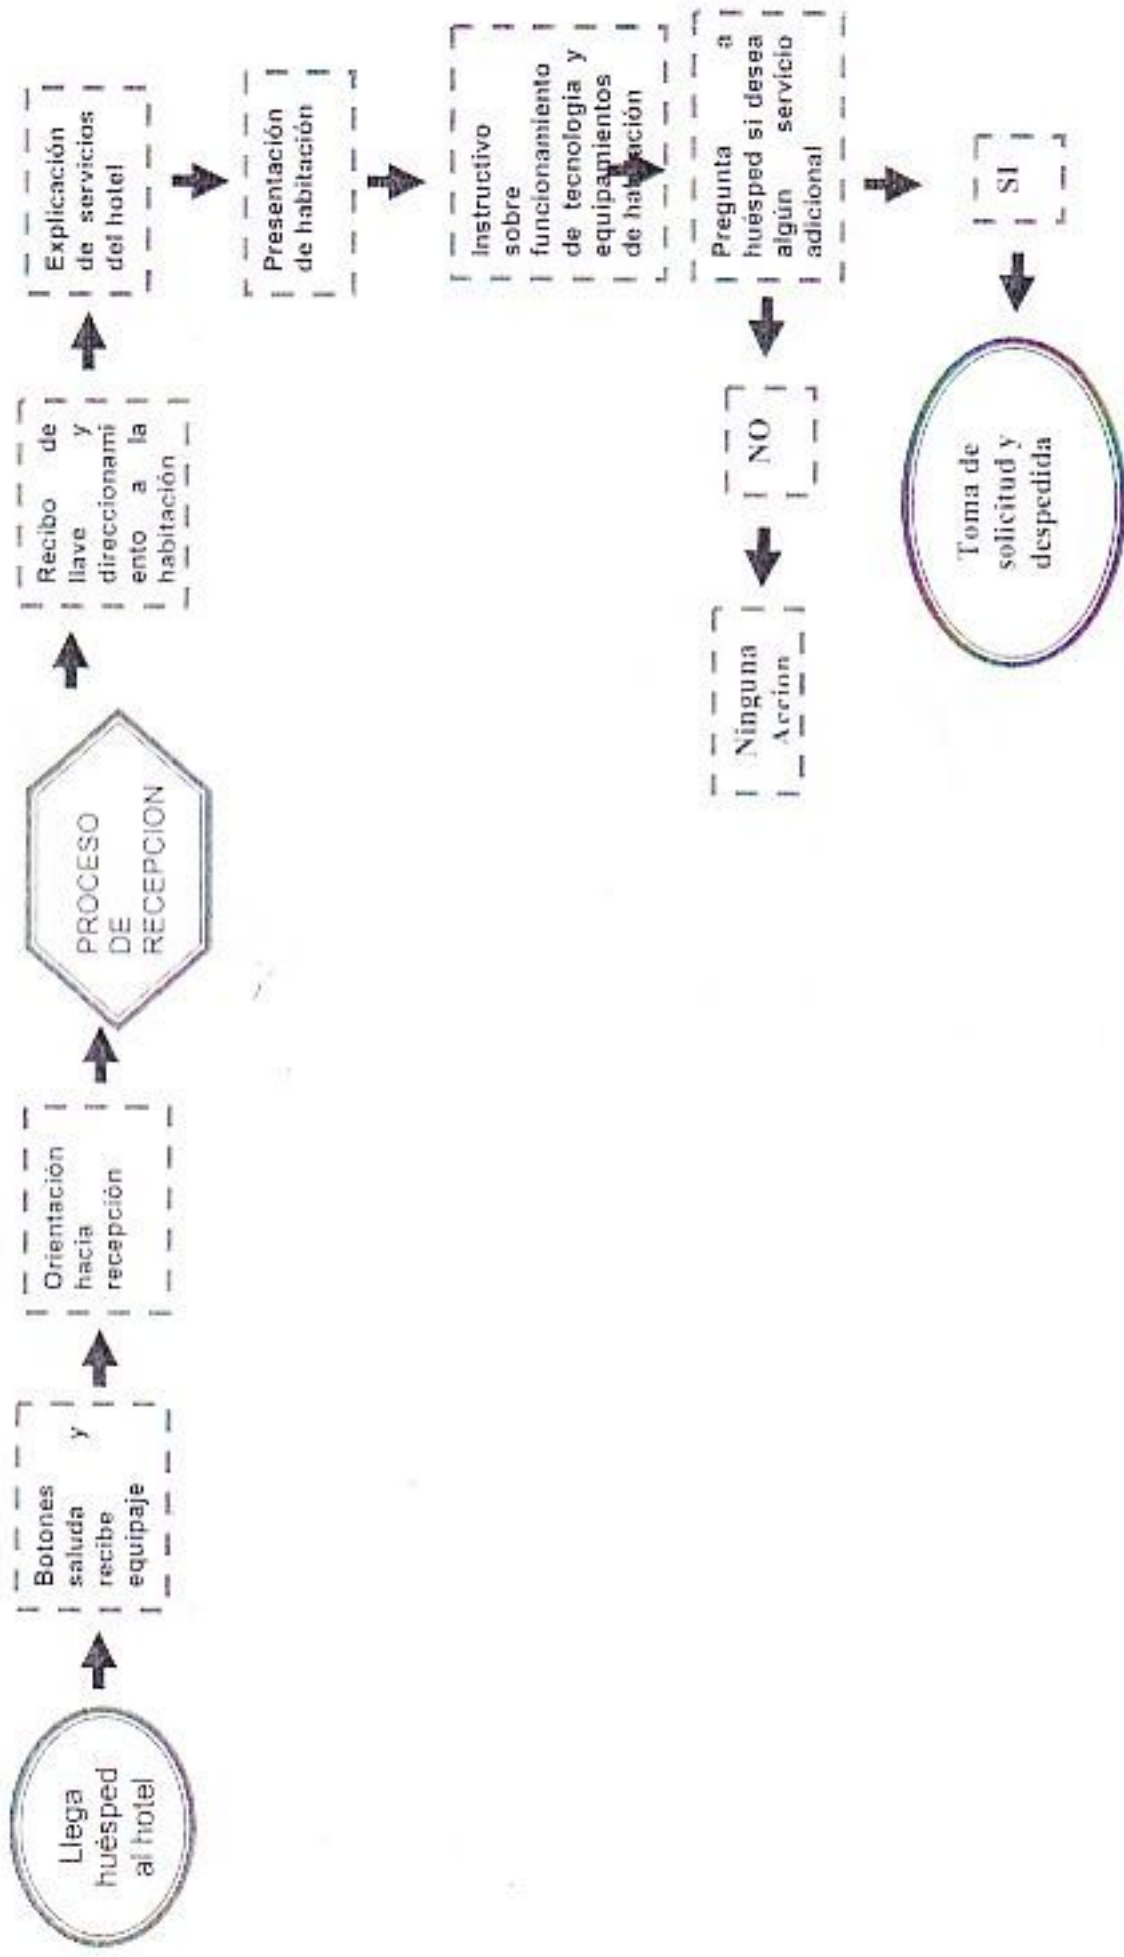 Llega
huésped
al hotel
Botones
saluda y
recibe
equipaje
Orientación
hacia
recepción
PROCESO
DE
RECEPCION
Recibo de
llave y
direccionami
ento a la
habitación
Explicación
de servicios
del hotel
Presentación
de habitación
Instructivo
sobre
funcionamiento
de tecnología y
equipamientos
de habitación
Pregunta a
huésped si desea
algún servicio
adicional
NO
Ninguna
Accion
SI
Toma de
solicitud y
despedida